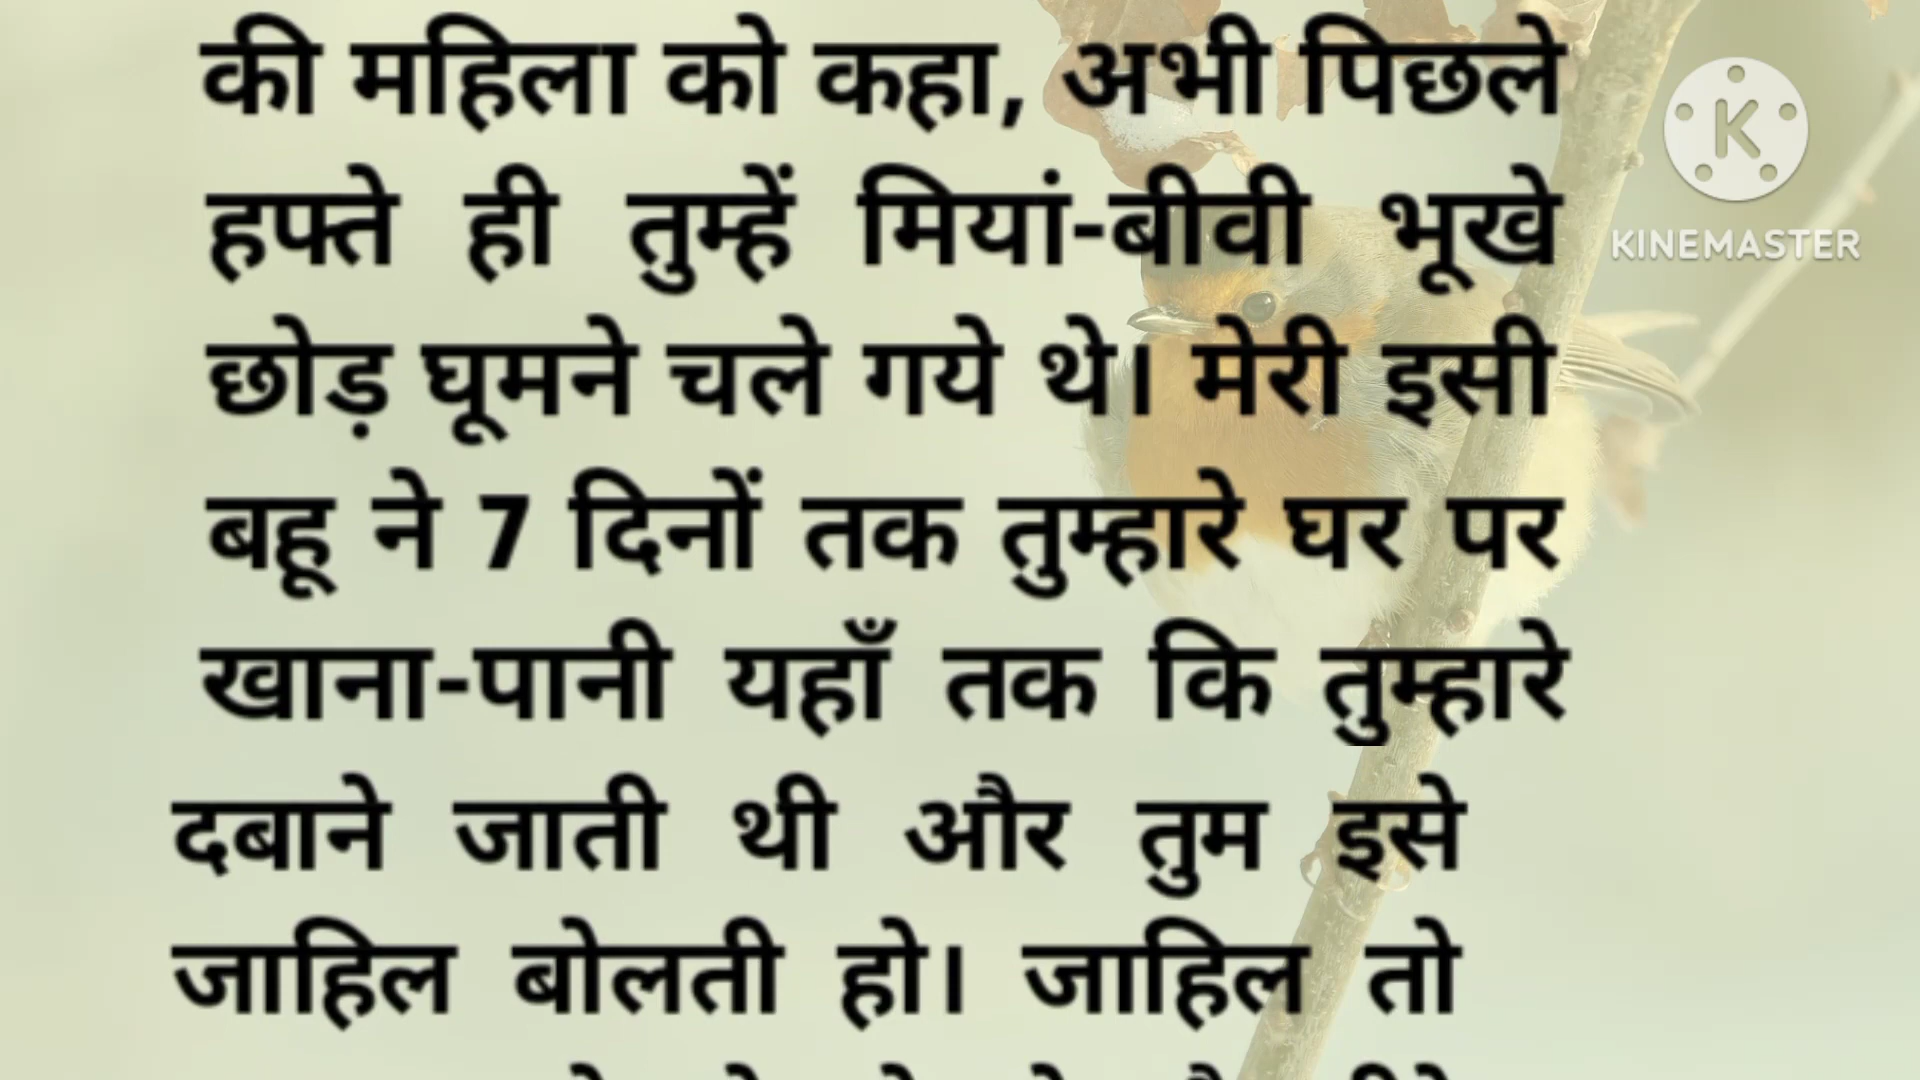 की महिला को कहा, अभी पिछले
हफ्ते ही तुम्हें मियां-बीवी भूखे
छोड़ घूमने चले गये थे। मेरी इसी
बहू ने 7 दिनों तक तुम्हारे घर पर
खाना-पानी यहाँ तक कि तुम्हारे
दबाने जाती थी और तुम इसे
जाहिल बोलती हो। जाहिल तो
KINEMASTER